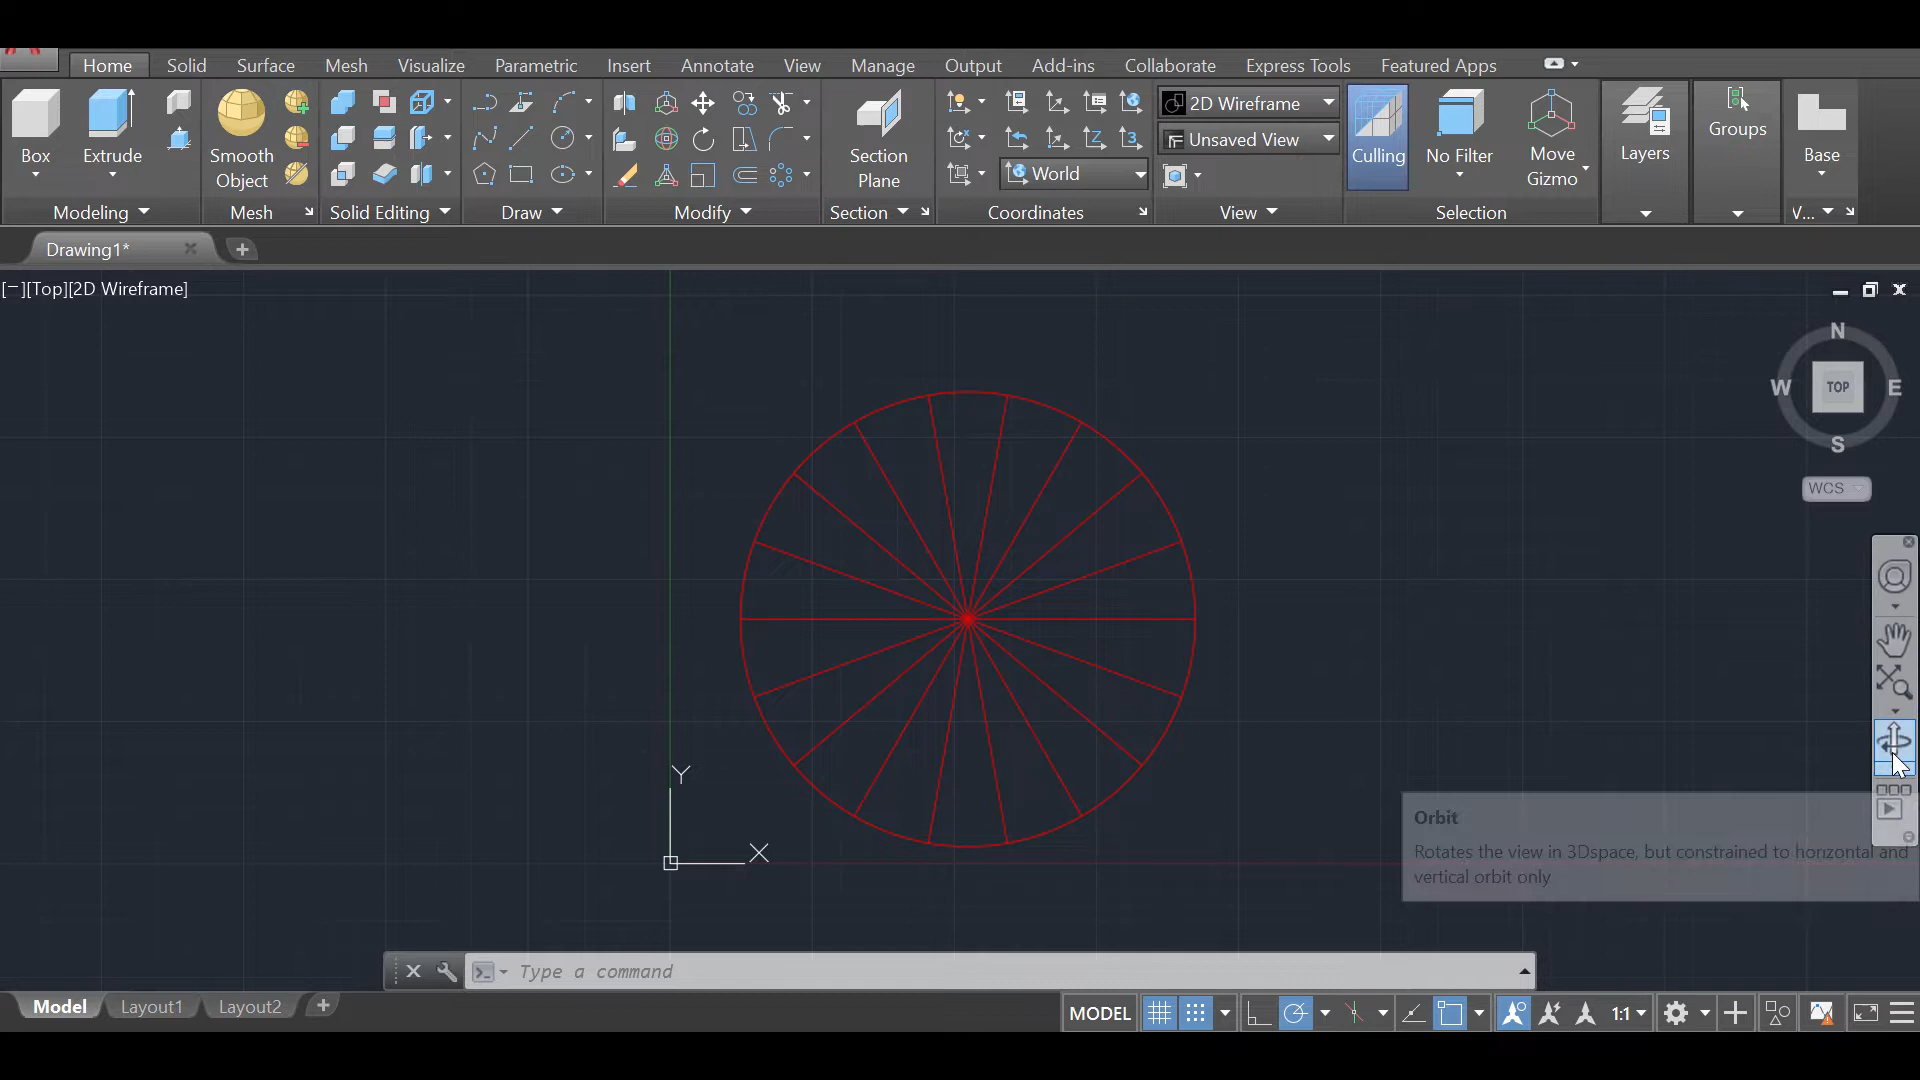 Home Solid Surface Mesh Visualize Parametric Insert Annotate View Manage Output Add-ins Collaborate Express Tools Featured Apps
2D Wireframe
Unsaved View
Box
Extrude
Smooth
Object
Section
Plane
World
Culling
No Filter
Move
Gizmo
Layers
Groups
Base
Modeling
Mesh
Solid Editing
Draw
Modify
Section
Coordinates
View
Selection
V...
Drawing1*
[−][Top][2D Wireframe]
N
W
TOP
E
S
WCS
Y
X
Orbit
Rotates the view in 3Dspace, but constrained to horizontal and
vertical orbit only
Type a command
Model Layout1 Layout2
MODEL
1:1